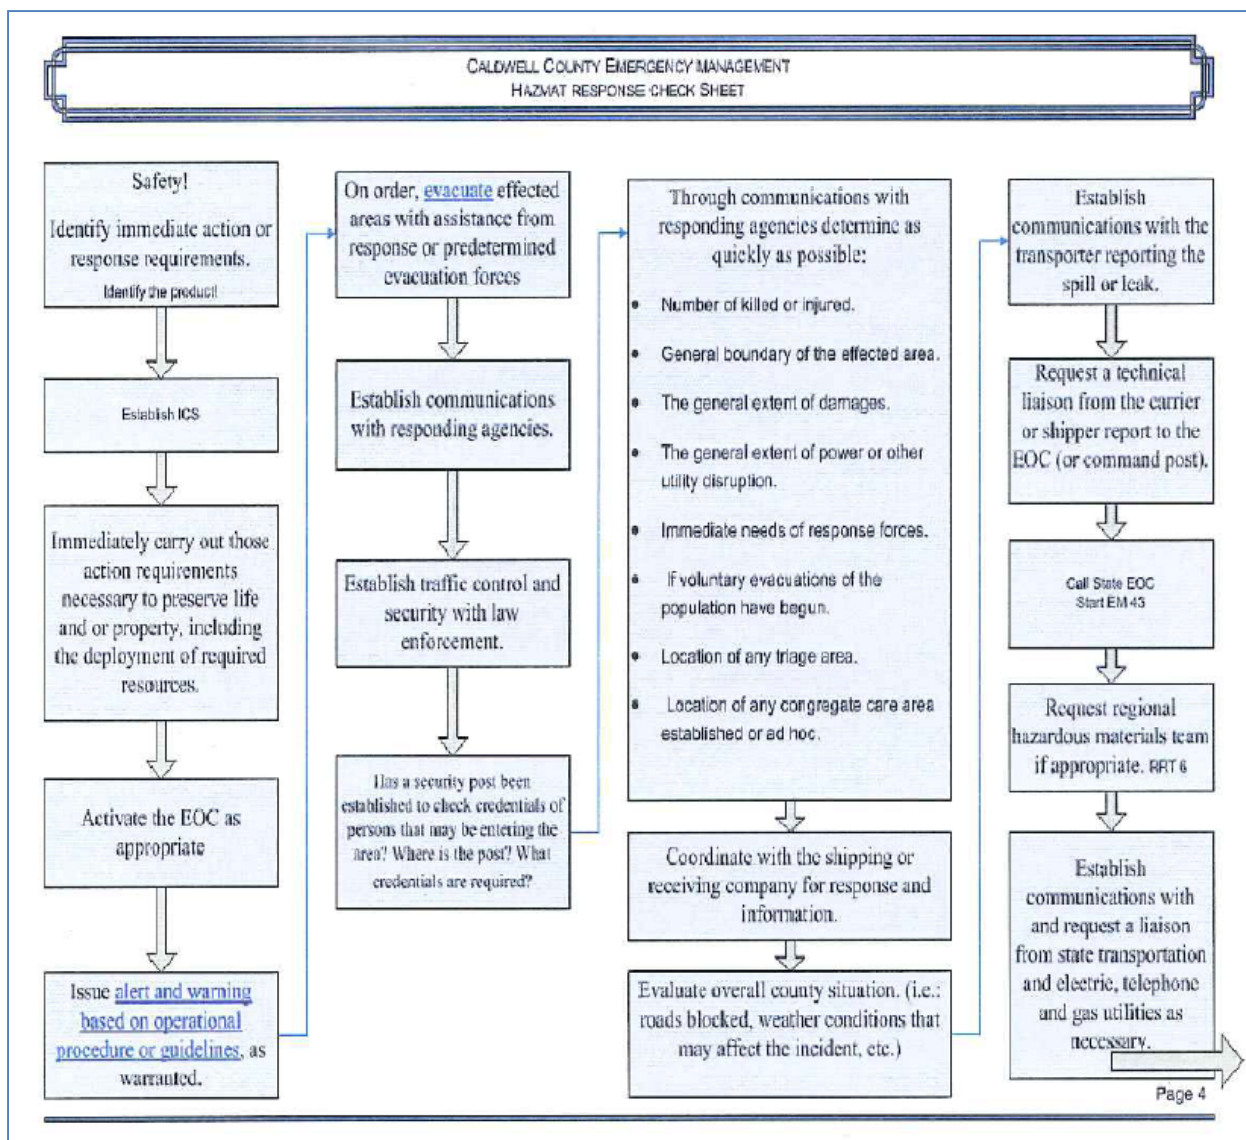 CALDWELL COUNTY EMERGENCY MANAGEMENT
HAZMAT RESPONSE CHECK SHEET
Safety!
Identify immediate action or
response requirements.
Identify the product!
Establish ICS
Immediately carry out those
action requirements
necessary to preserve life
and or property, including
the deployment of required
resources.
Activate the EOC as
appropriate
Issue alert and warning
based on operational
procedure or guidelines, as
warranted.
On order, evacuate effected
areas with assistance from
response or predetermined
evacuation forces
Establish communications
with responding agencies.
Establish traffic control and
security with law
enforcement.
Has a security post been
established to check credentials of
persons that may be entering the
area? Where is the post? What
credentials are required?
Through communications with
responding agencies determine as
quickly as possible:
• Number of killed or injured.
• General boundary of the effected area.
• The general extent of damages.
• The general extent of power or other
utility disruption.
• Immediate needs of response forces.
• If voluntary evacuations of the
population have begun.
• Location of any triage area.
• Location of any congregate care area
established or ad hoc.
Coordinate with the shipping or
receiving company for response and
information.
Evaluate overall county situation. (i.e.:
roads blocked, weather conditions that
may affect the incident, etc.)
Establish
communications with the
transporter reporting the
spill or leak.
Request a technical
liaison from the carrier
or shipper report to the
EOC (or command post).
Call State EOC
Start EM 43
Request regional
hazardous materials team
if appropriate. RRT 6
Establish
communications with
and request a liaison
from state transportation
and electric, telephone
and gas utilities as
necessary.
Page 4